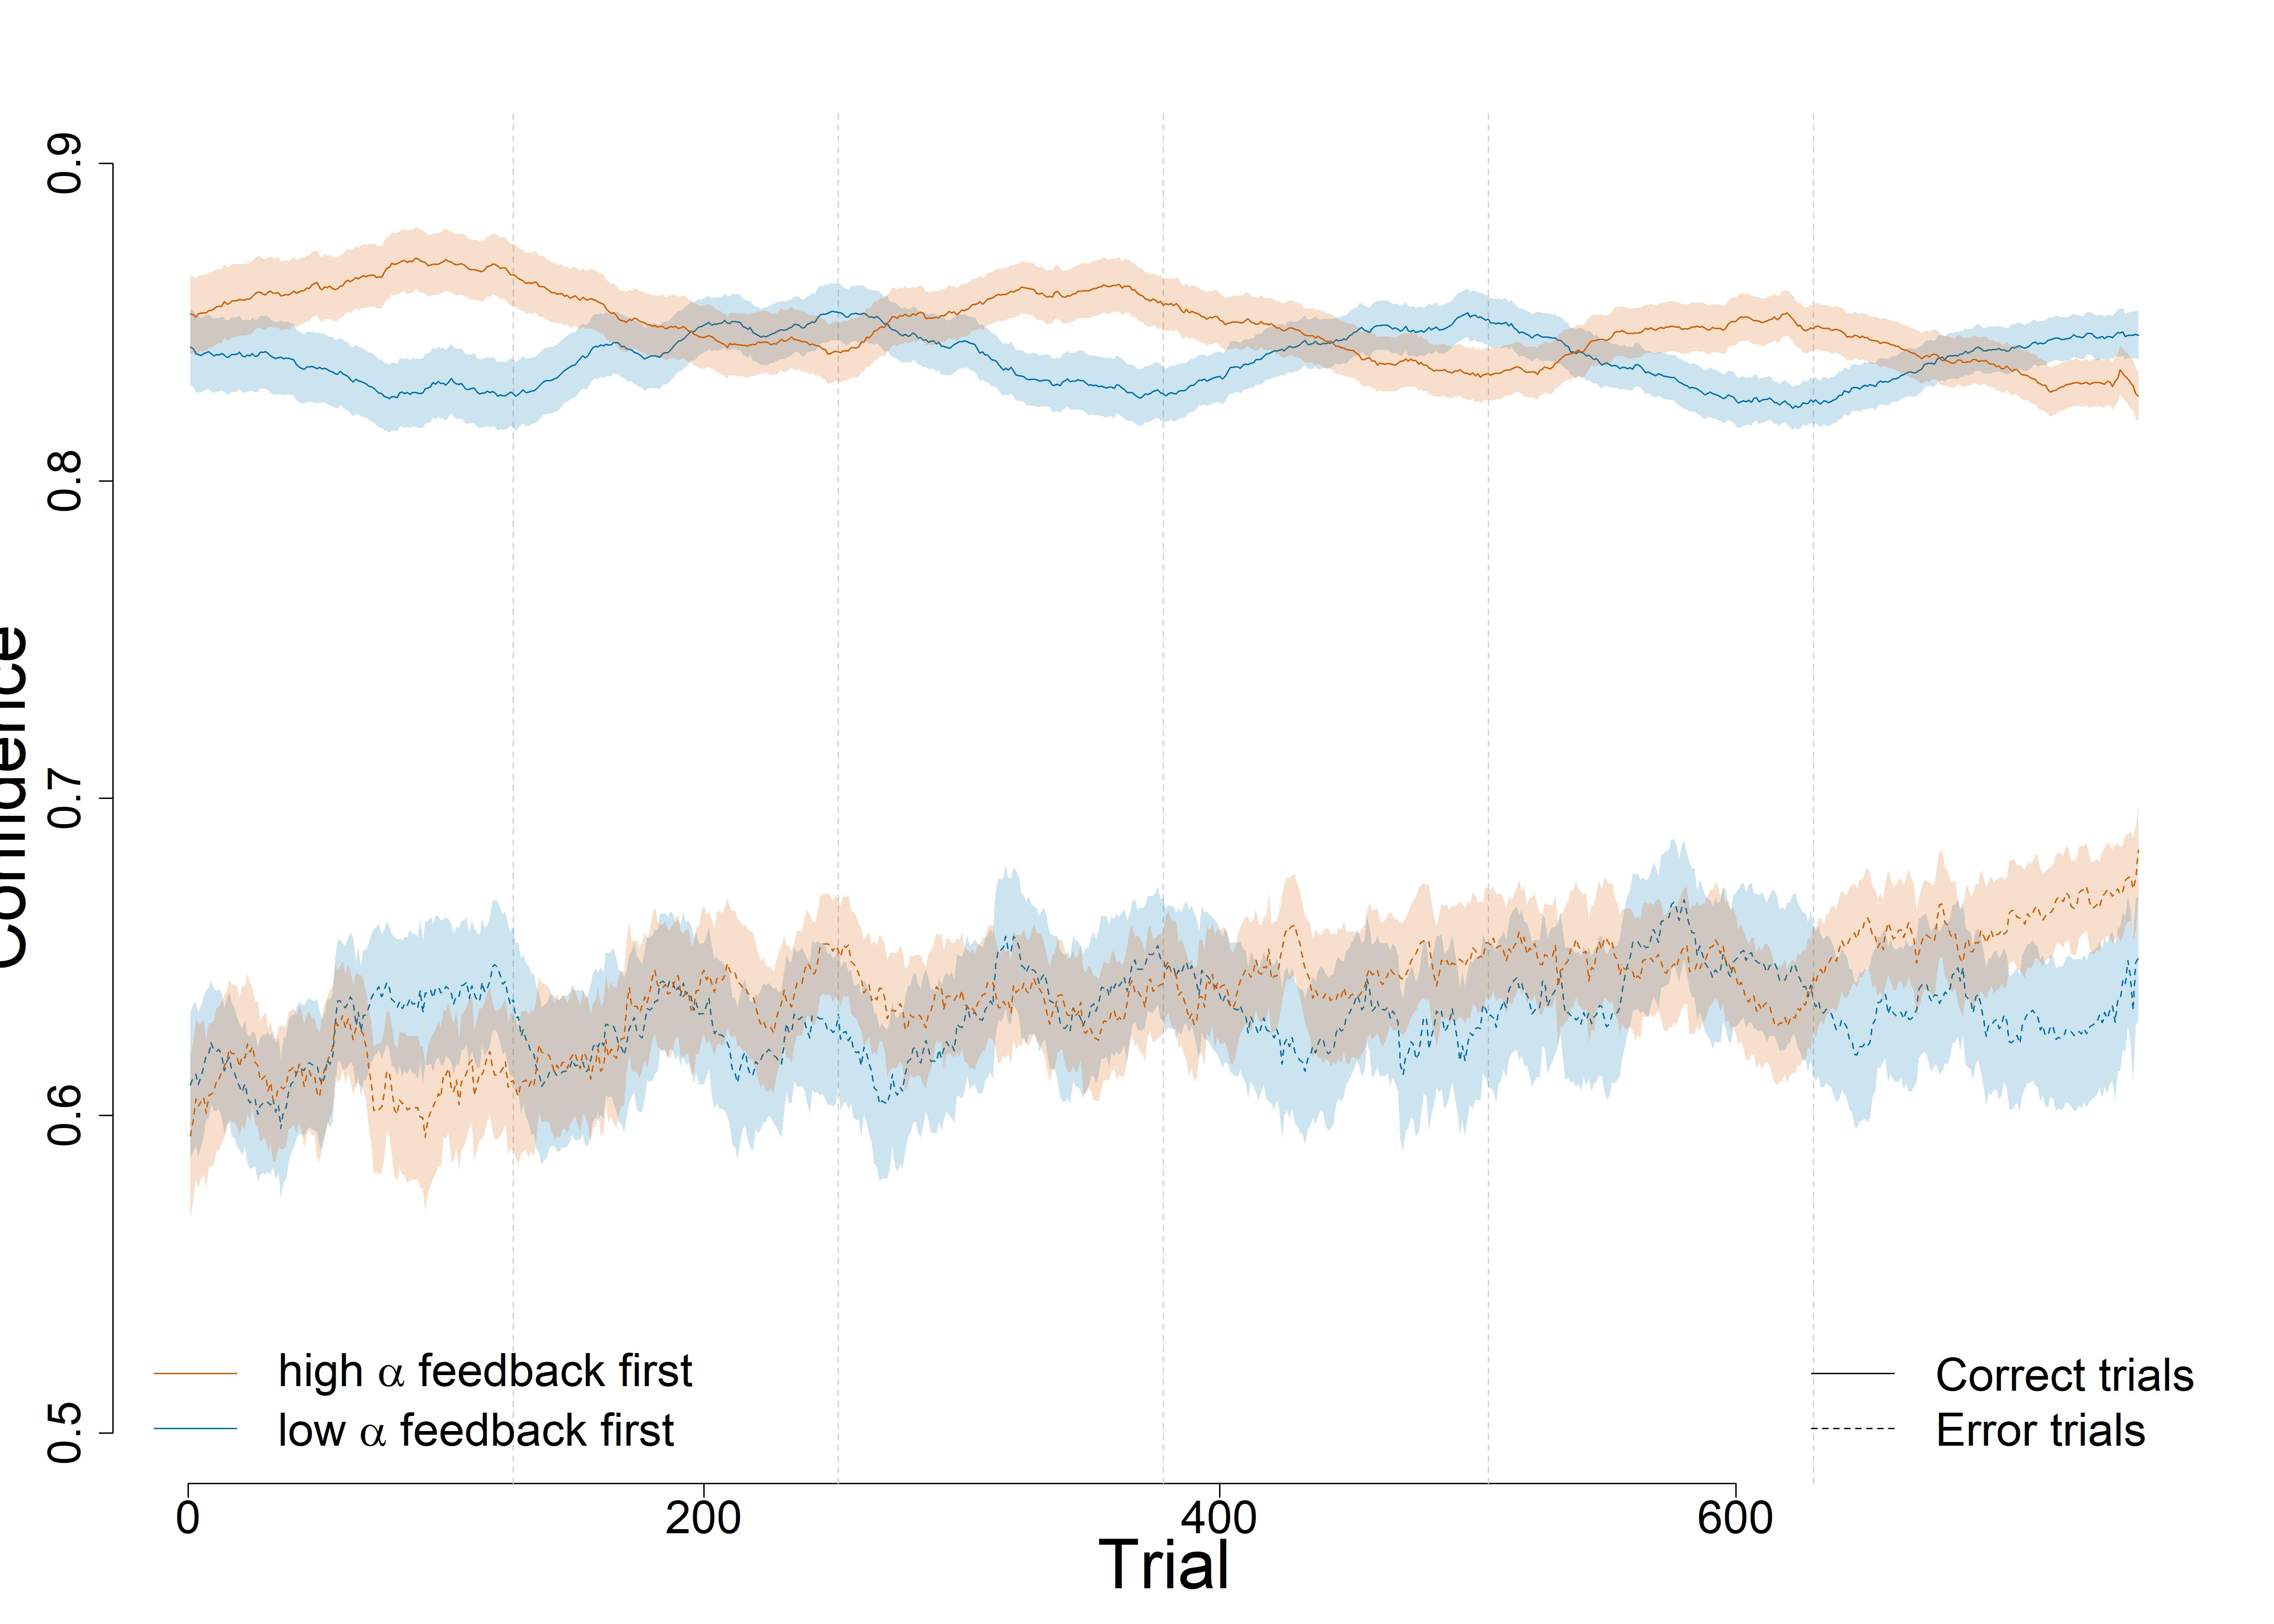 0.9
0.8
0.7
0.6
0.5
Confidence
high α feedback first
low α feedback first
Correct trials
Error trials
0 200 400 600
Trial